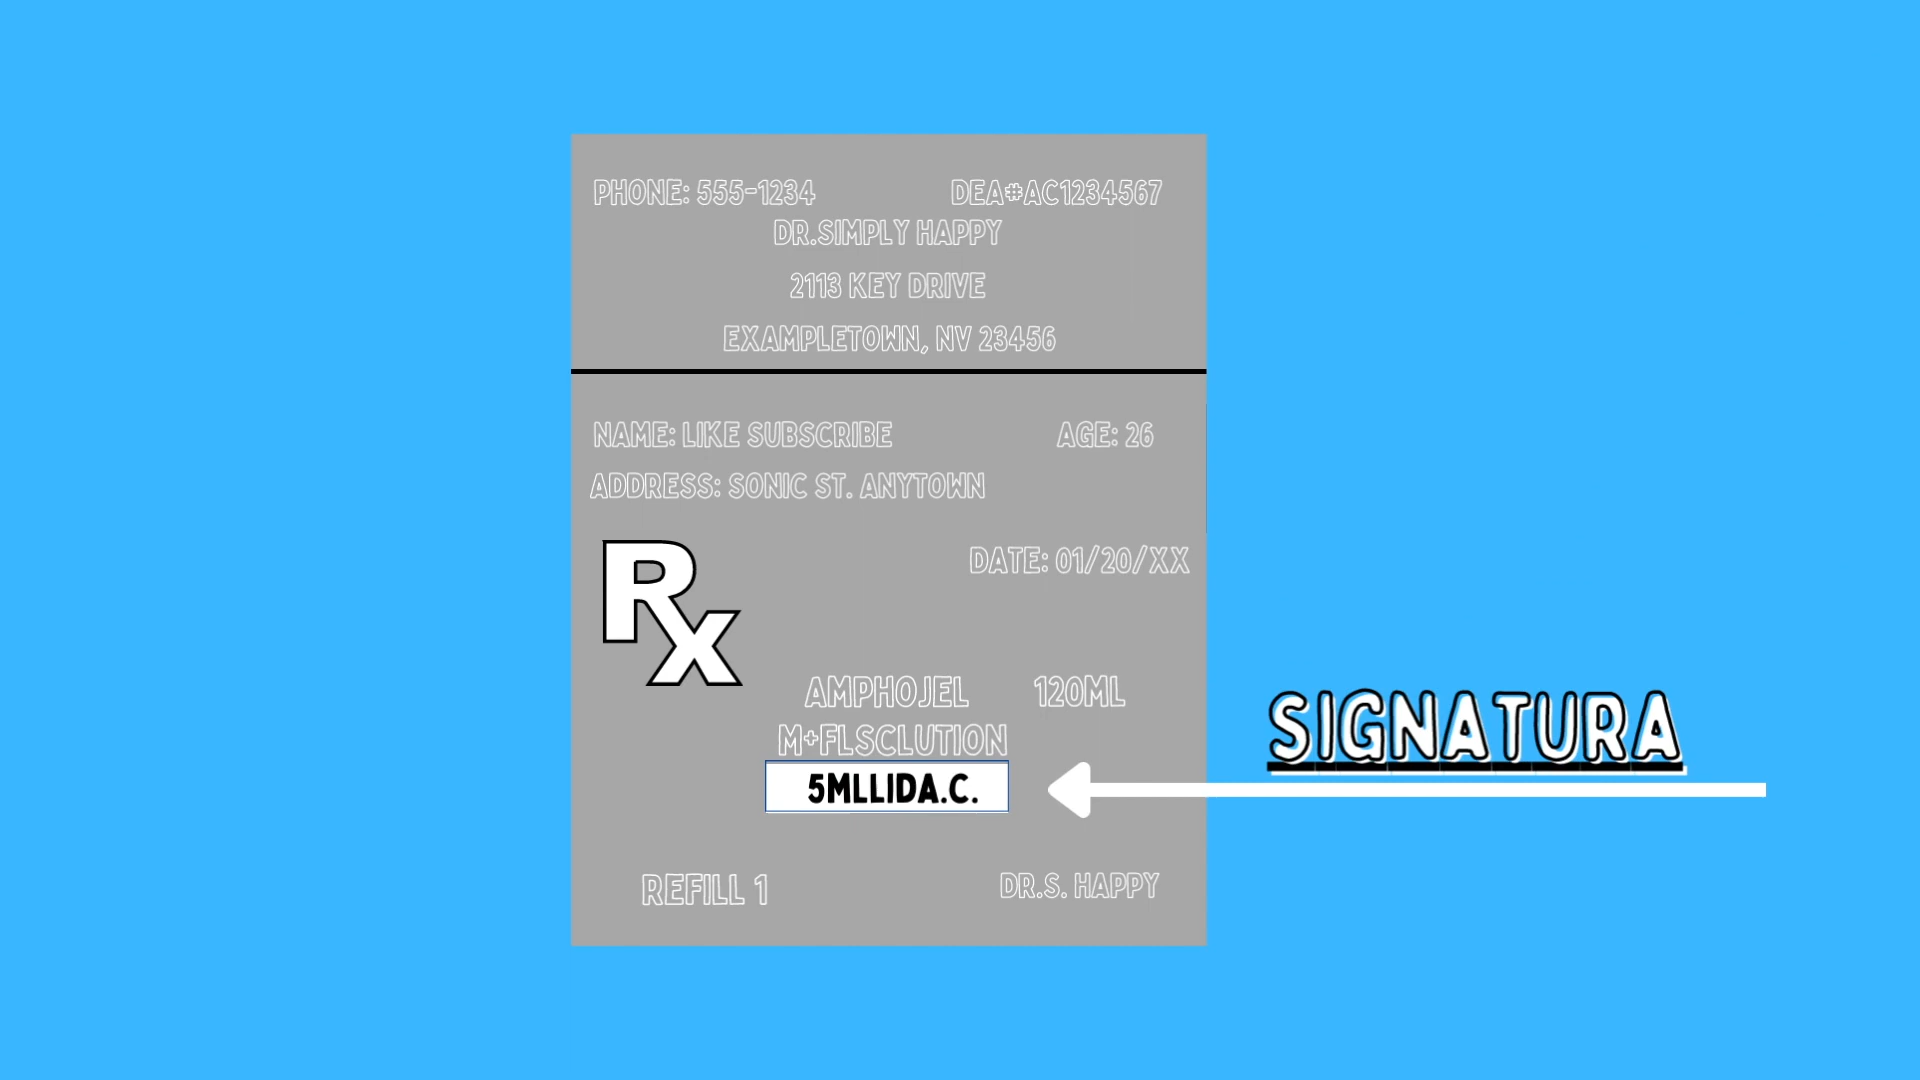 PHONE: 555-1234 DEA#AC1234567
DR.SIMPLY HAPPY
2113 KEY DRIVE
EXAMPLETOWN, NV 23456
NAME: LIKE SUBSCRIBE AGE: 26
ADDRESS: SONIC ST. ANYTOWN
Rx
DATE: 01/20/XX
AMPHOJEL 120ML
M+FLSCLUTION
SIGNATURA
5MLLIDA.C.
REFILL 1 DR.S. HAPPY